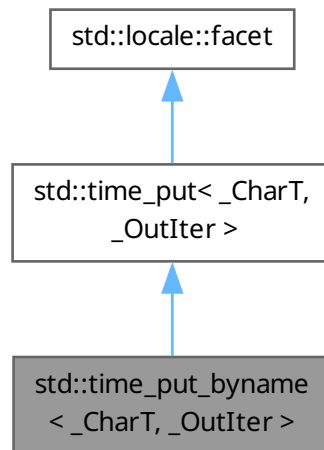 std::locale::facet
std::time_put< _CharT,
_OutIter >
std::time_put_byname
< _CharT, _OutIter >